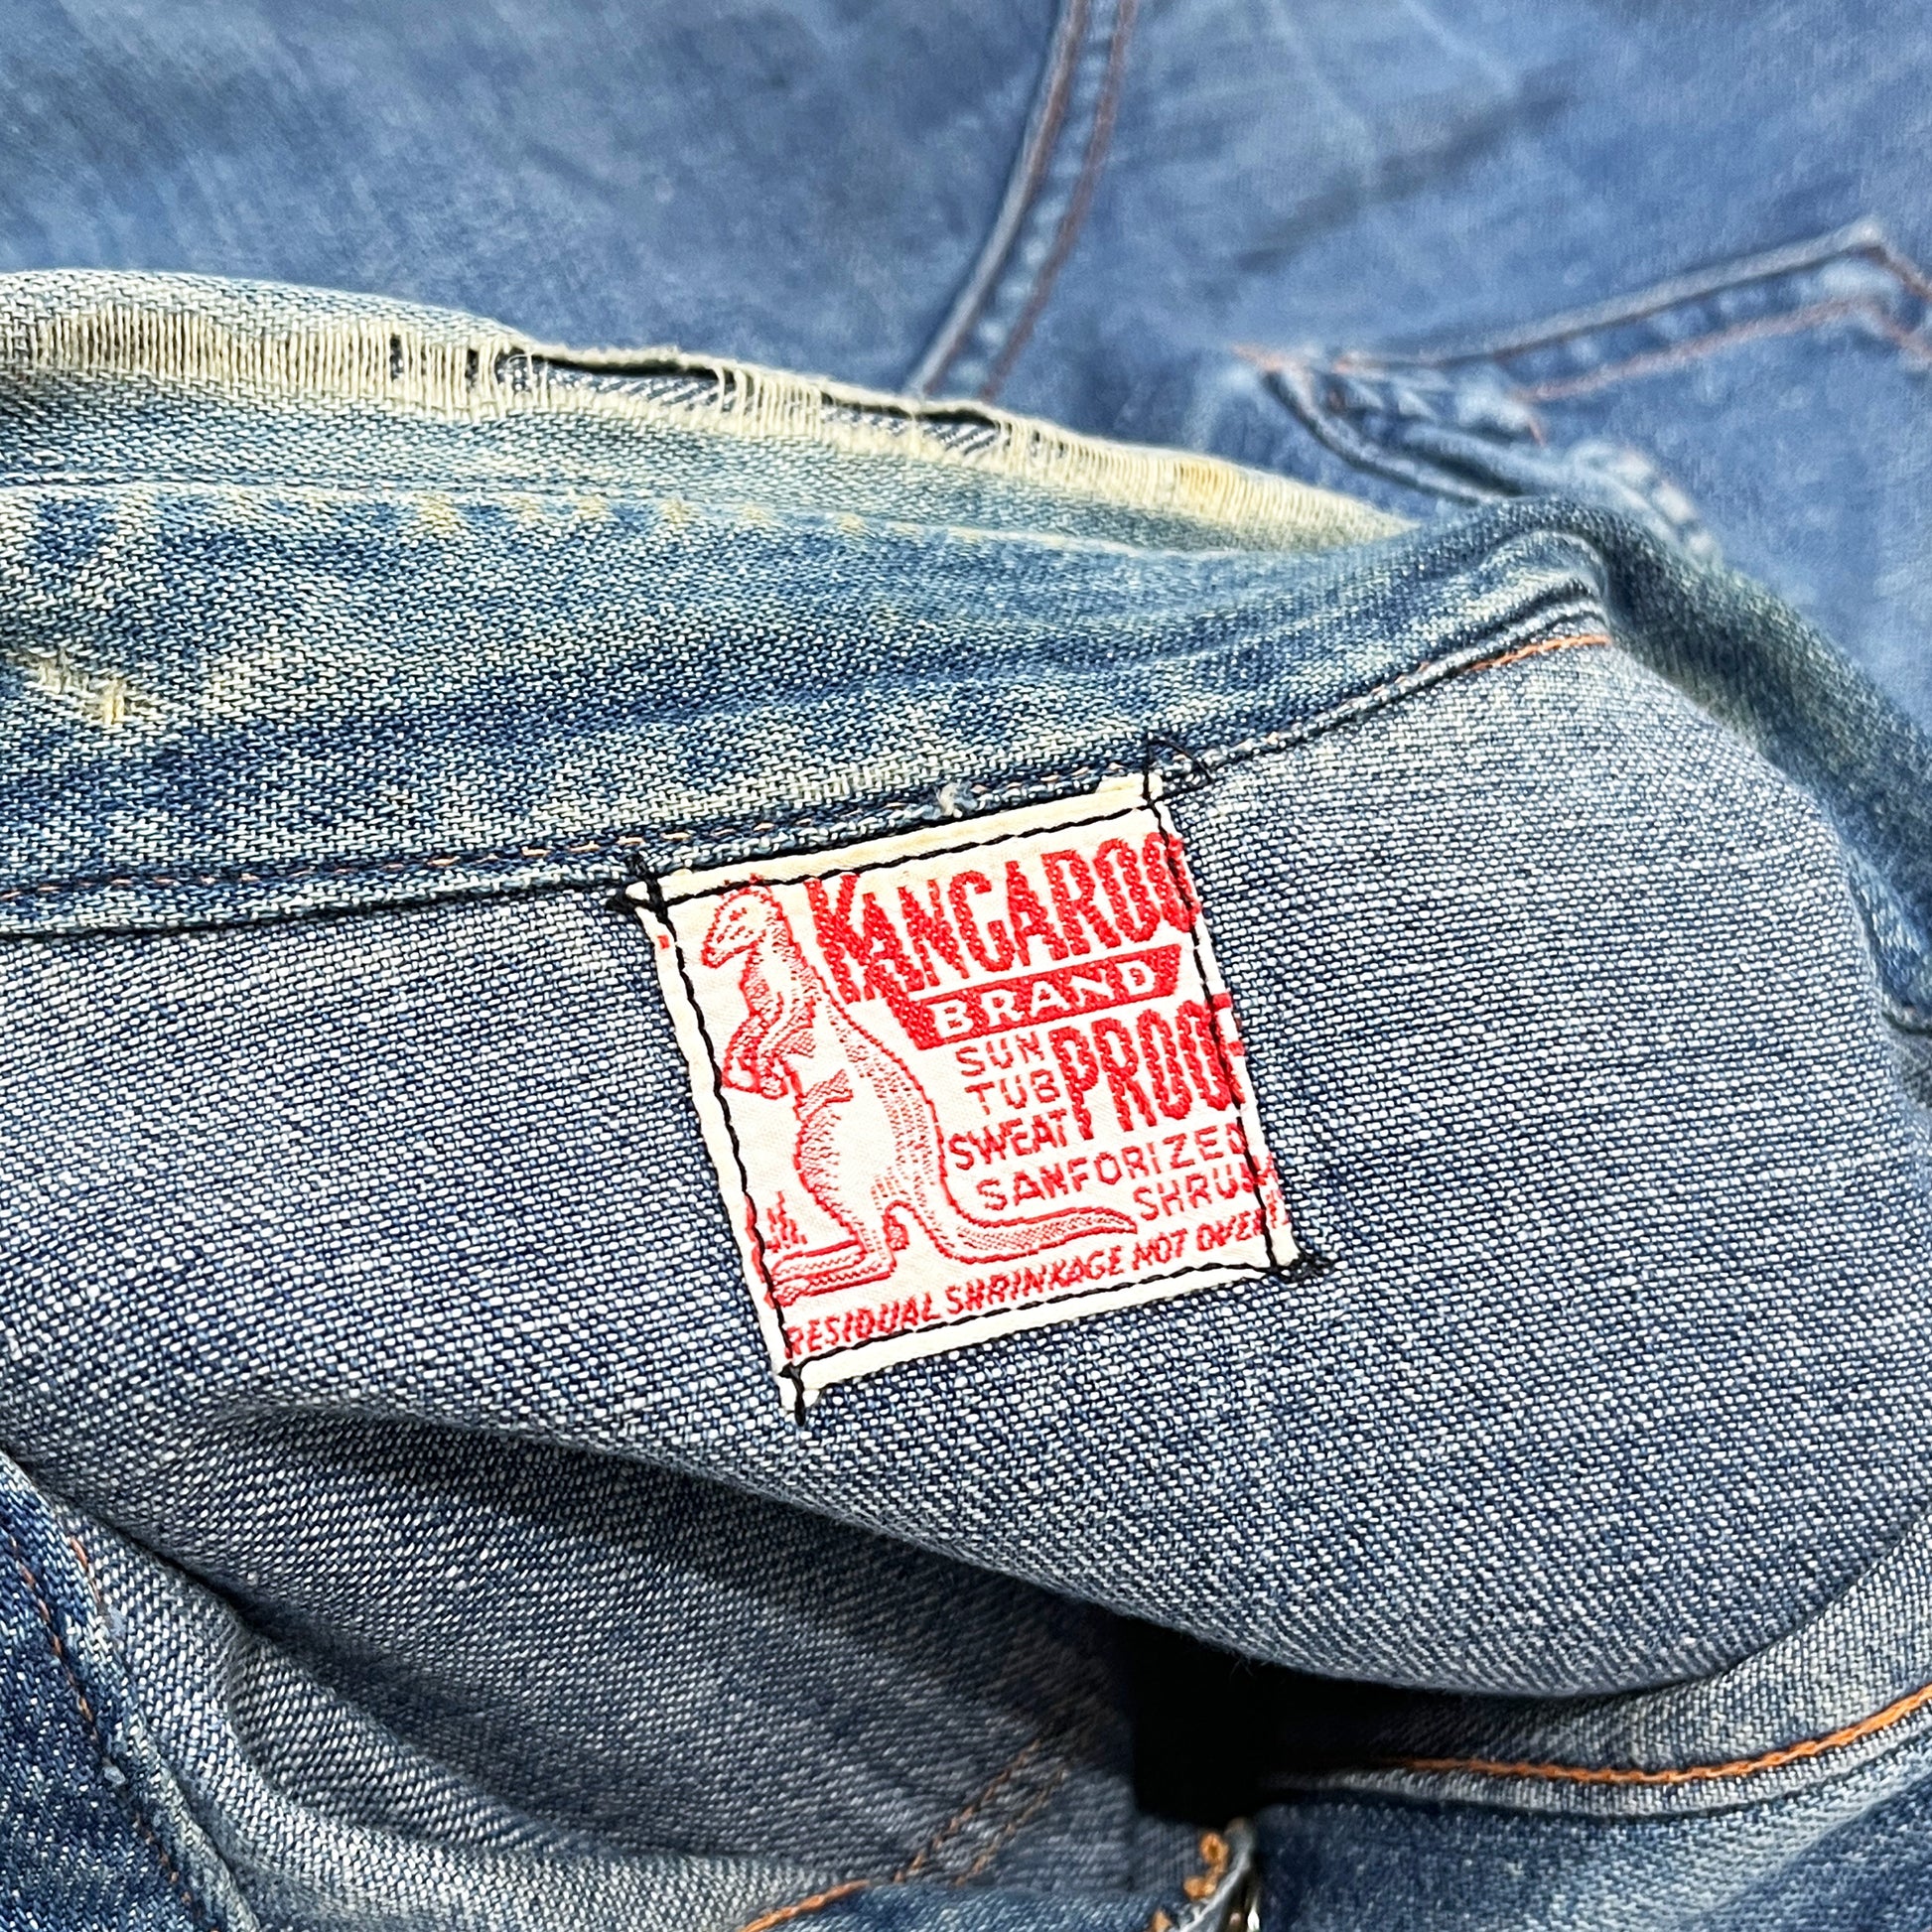 KANGAROO
BRAND
SUN
TUB
SWEAT
PROOF
SANFORIZED
SHRUNK
RESIDUAL SHRINKAGE NOT OVER